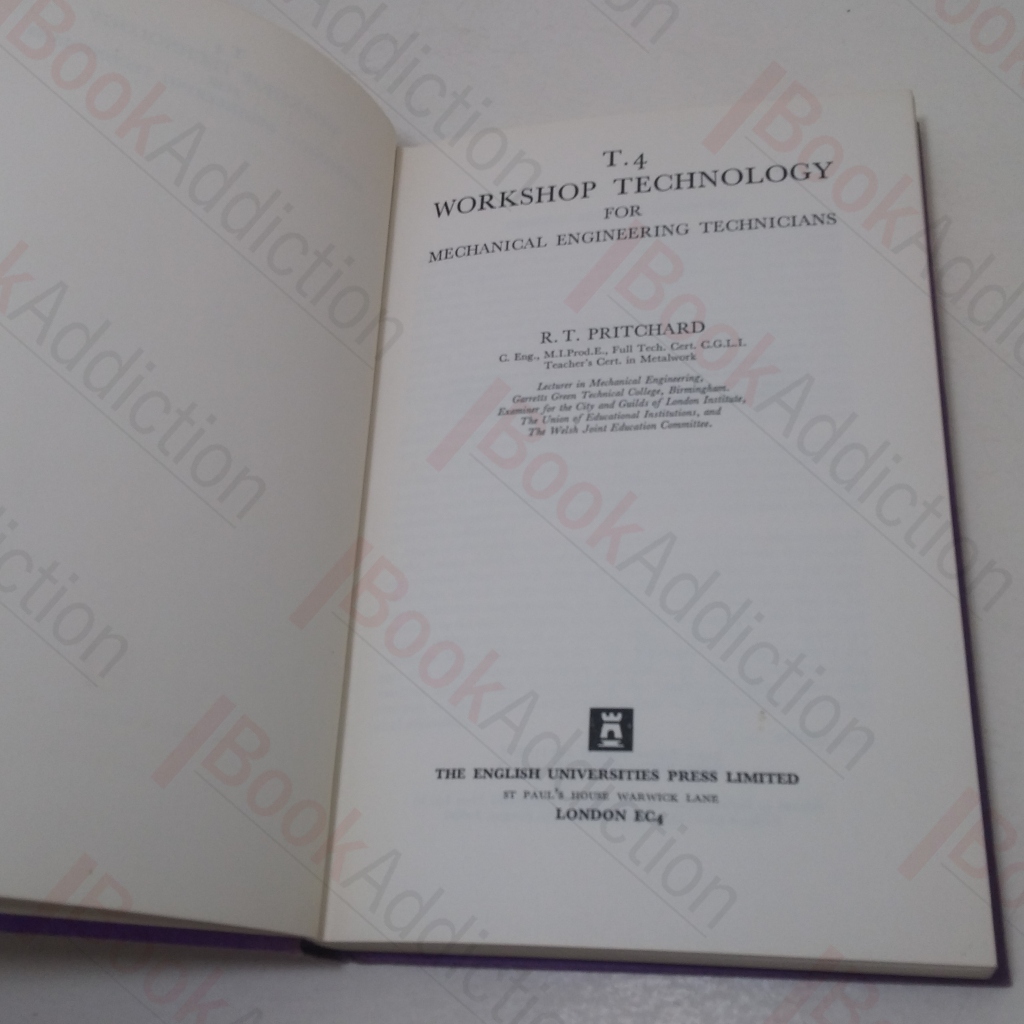 T.4
WORKSHOP TECHNOLOGY
FOR
MECHANICAL ENGINEERING TECHNICIANS
R. T. PRITCHARD
C. Eng., M.I.Prod.E., Full Tech. Cert. C.G.L.I.
Teacher's Cert. in Metalwork
Lecturer in Mechanical Engineering,
Garretts Green Technical College, Birmingham.
Examiner for the City and Guilds of London Institute,
The Union of Educational Institutions, and
The Welsh Joint Education Committee.
THE ENGLISH UNIVERSITIES PRESS LIMITED
ST PAUL'S HOUSE WARWICK LANE
LONDON EC4
BookAddiction